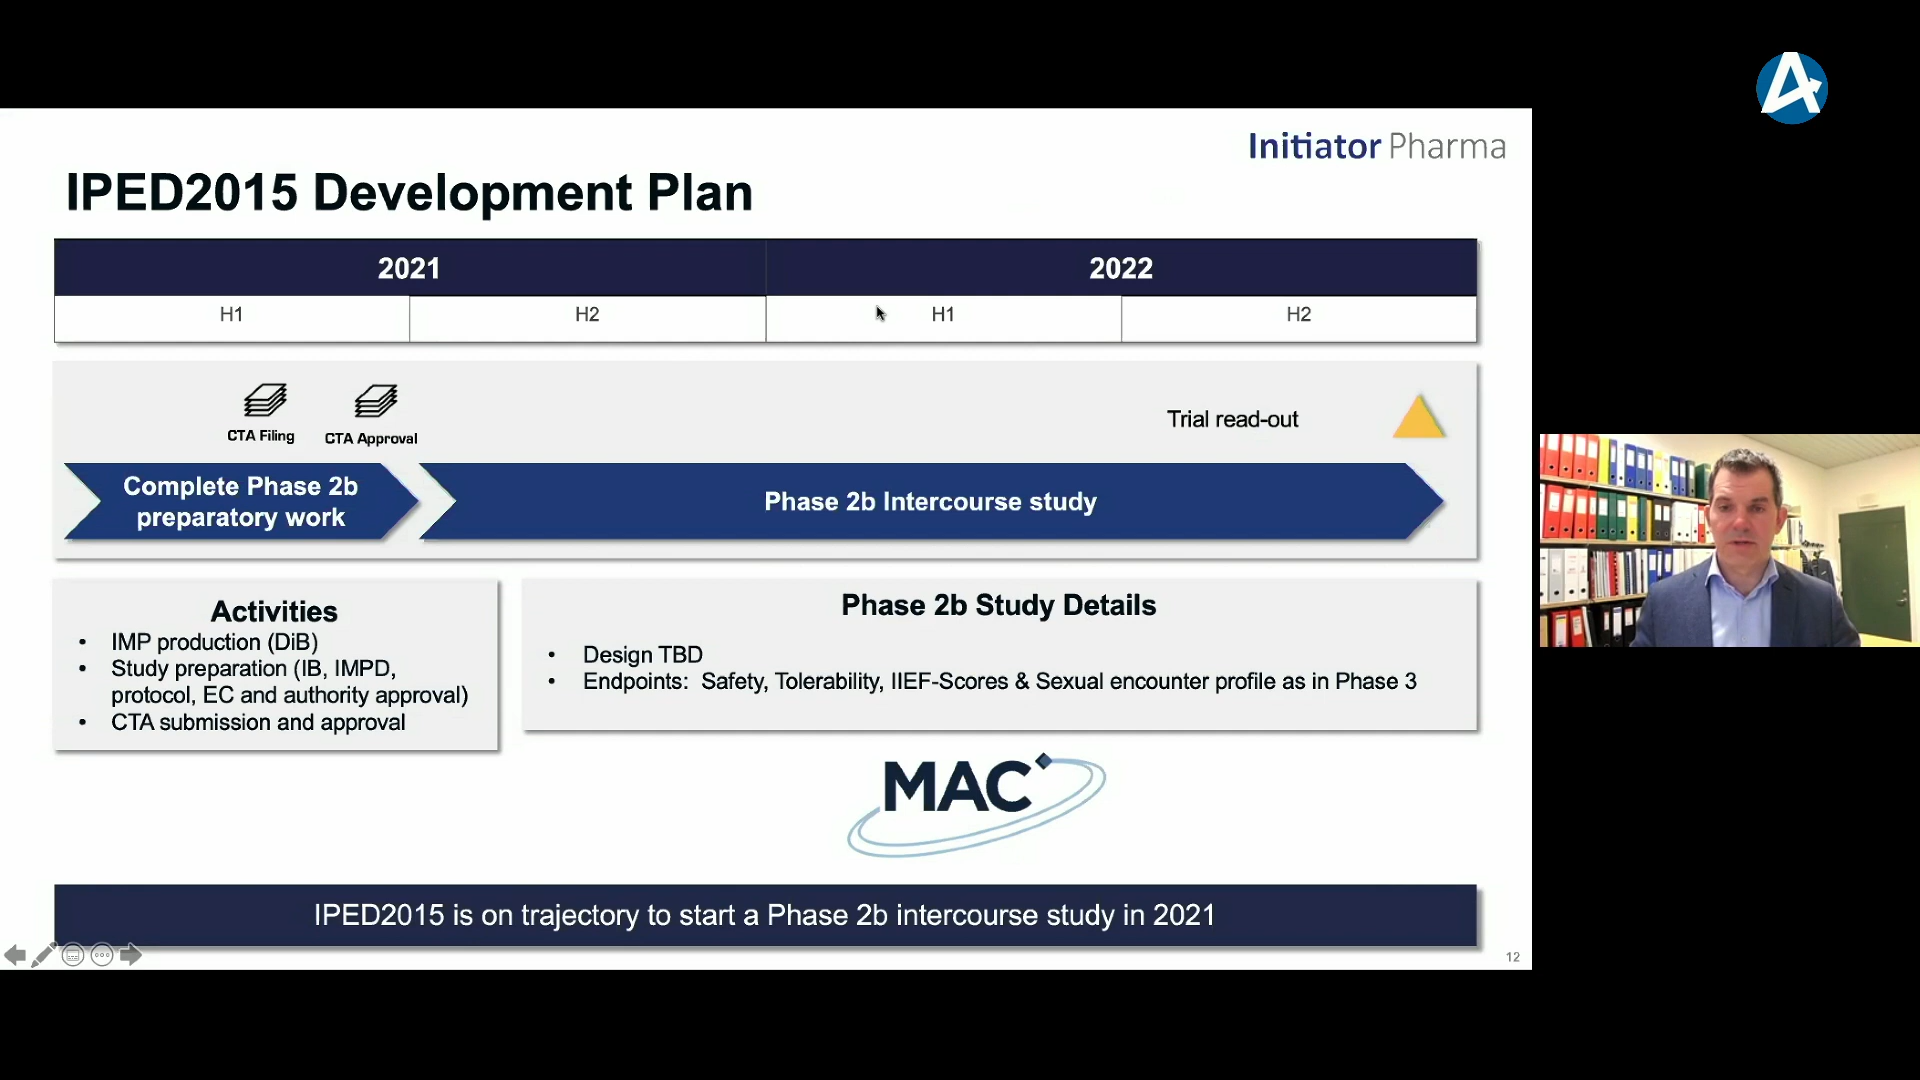 Initiator Pharma
IPED2015 Development Plan
2021
2022
H1
H2
H1
H2
CTA Filing
CTA Approval
Trial read-out
Complete Phase 2b
preparatory work
Phase 2b Intercourse study
Activities
• IMP production (DiB)
• Study preparation (IB, IMPD,
protocol, EC and authority approval)
• CTA submission and approval
Phase 2b Study Details
• Design TBD
• Endpoints: Safety, Tolerability, IIEF-Scores & Sexual encounter profile as in Phase 3
MAC
IPED2015 is on trajectory to start a Phase 2b intercourse study in 2021
12